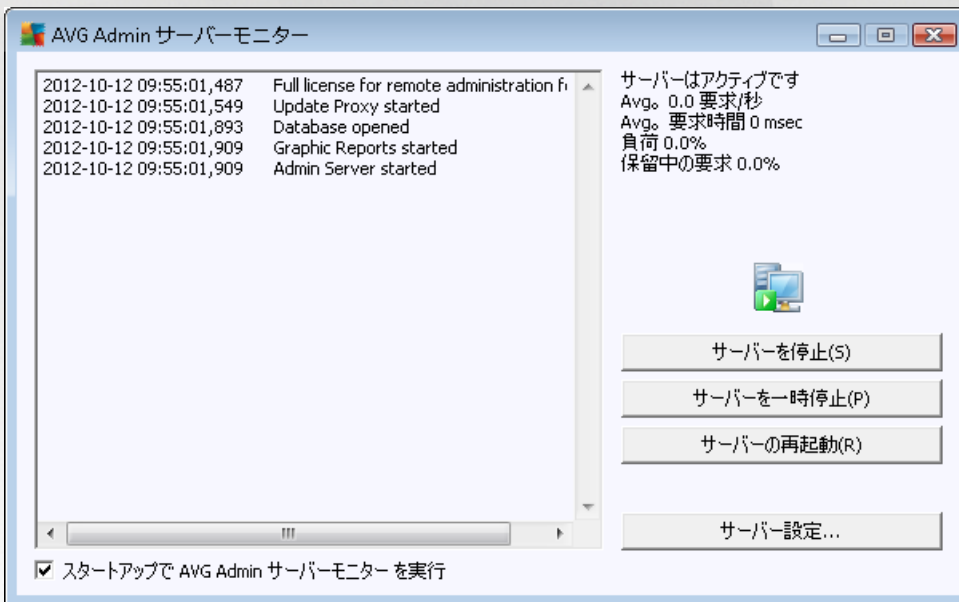 AVG Admin サーバーモニター
2012-10-12 09:55:01,487 Full license for remote administration
2012-10-12 09:55:01,549 Update Proxy started
2012-10-12 09:55:01,893 Database opened
2012-10-12 09:55:01,909 Graphic Reports started
2012-10-12 09:55:01,909 Admin Server started
サーバーはアクティブです
Avg。0.0 要求/秒
Avg。要求時間 0 msec
負荷 0.0%
保留中の要求 0.0%
サーバーを停止(S)
サーバーを一時停止(P)
サーバーの再起動(R)
サーバー設定...
スタートアップで AVG Admin サーバーモニター を実行